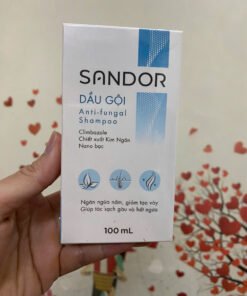 SANDOR
DẦU GỘI
Anti-fungal
Shampoo
Climbazole
Chiết xuất Kim Ngân
Nano bạc
Ngăn ngừa nấm, giảm tạo vảy
Giúp tóc sạch gàu và hết ngứa
100 mL